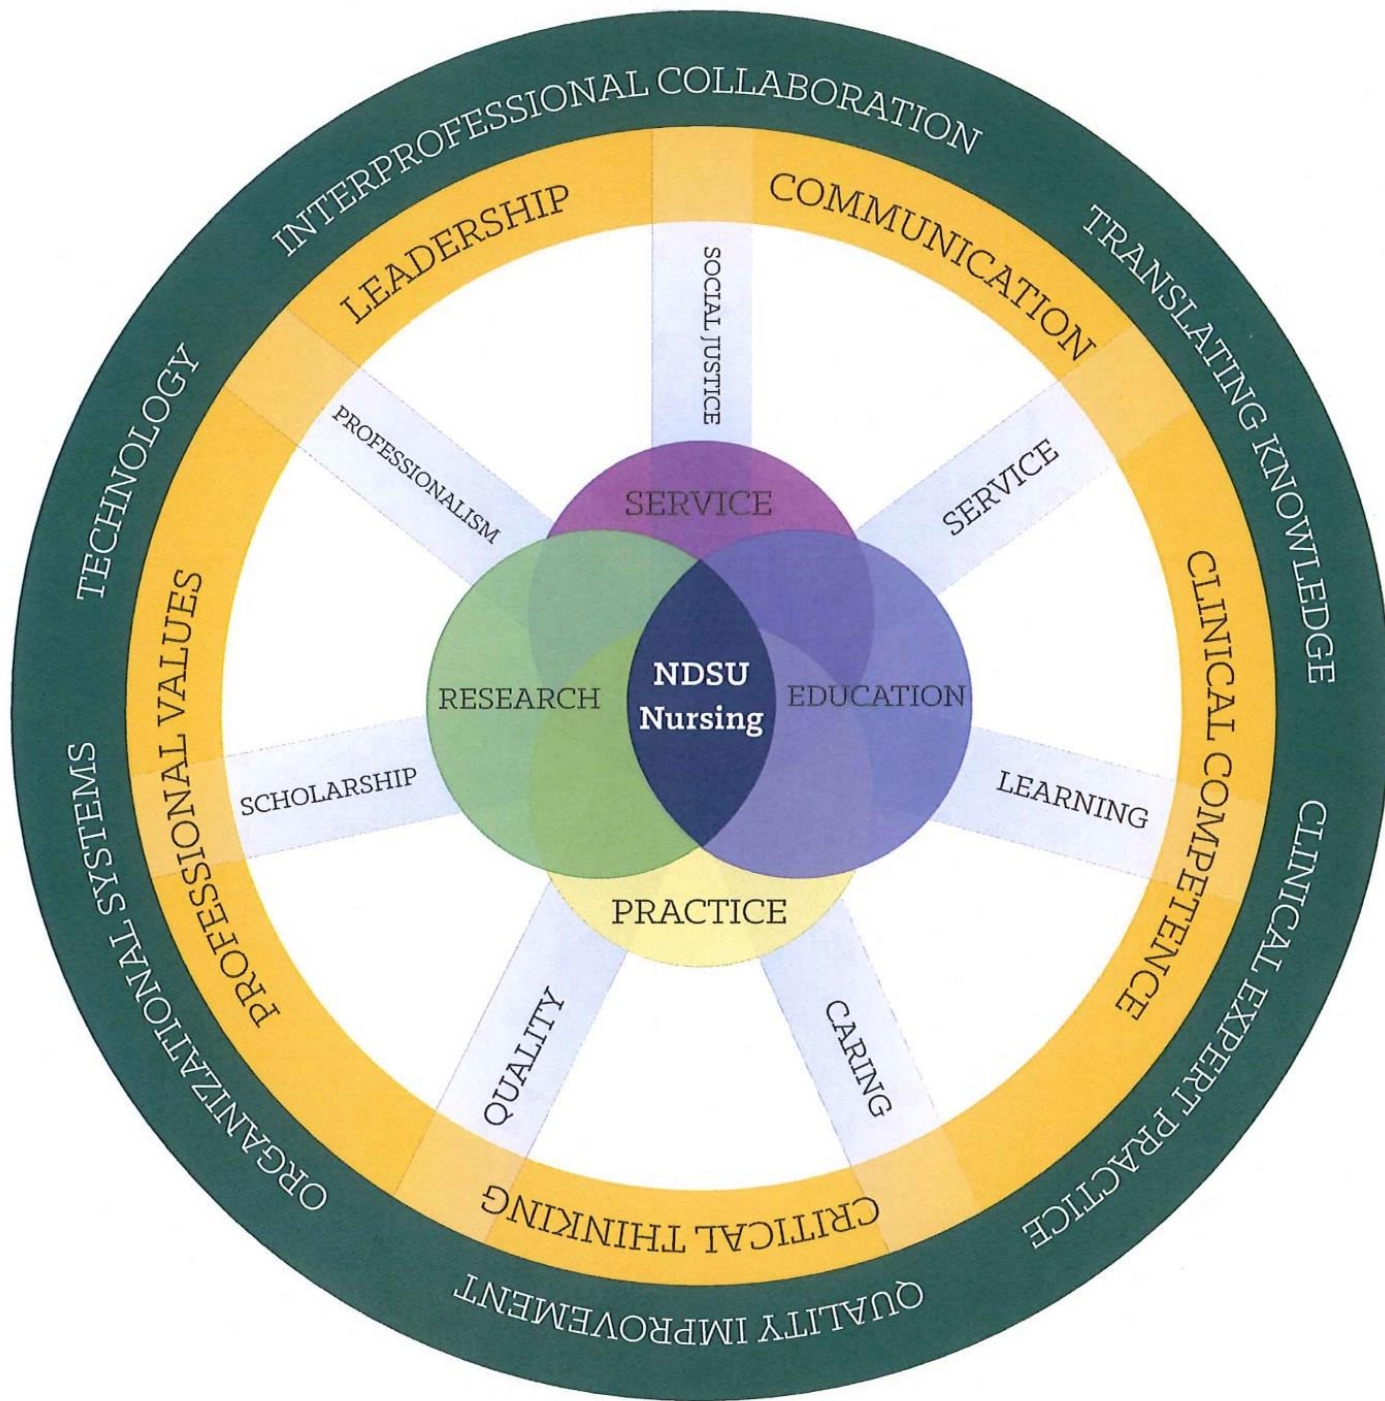 INTERPROFESSIONAL COLLABORATION
TRANSLATING KNOWLEDGE
CLINICAL EXPERT PRACTICE
QUALITY IMPROVEMENT
ORGANIZATIONAL SYSTEMS
TECHNOLOGY
LEADERSHIP
COMMUNICATION
CLINICAL COMPETENCE
CRITICAL THINKING
PROFESSIONAL VALUES
SOCIAL JUSTICE
SERVICE
LEARNING
CARING
QUALITY
SCHOLARSHIP
PROFESSIONALISM
SERVICE
RESEARCH
NDSU
Nursing
EDUCATION
PRACTICE